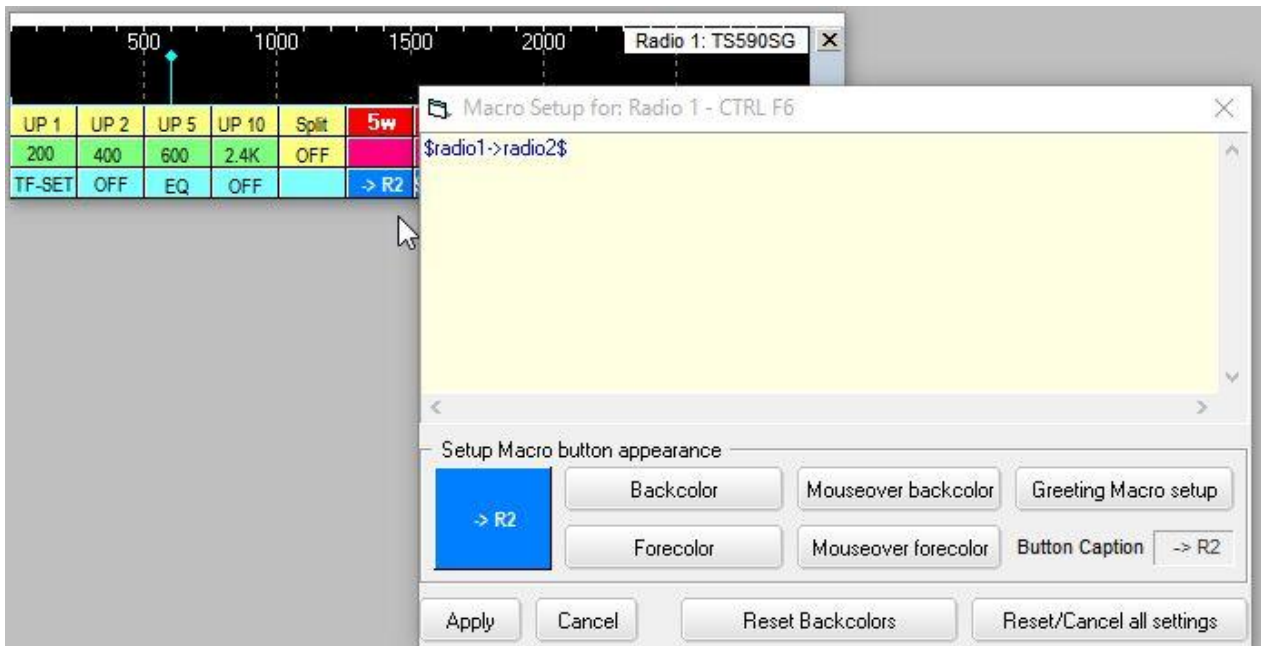 500 1000 1500 2000 Radio 1: TS590SG
UP 1 UP 2 UP 5 UP 10 Split 5w
200 400 600 2.4K OFF
TF-SET OFF EQ OFF -> R2
Macro Setup for: Radio 1 - CTRL F6
$radio1->radio2$
Setup Macro button appearance
-> R2
Backcolor Mouseover backcolor Greeting Macro setup
Forecolor Mouseover forecolor Button Caption -> R2
Apply Cancel Reset Backcolors Reset/Cancel all settings